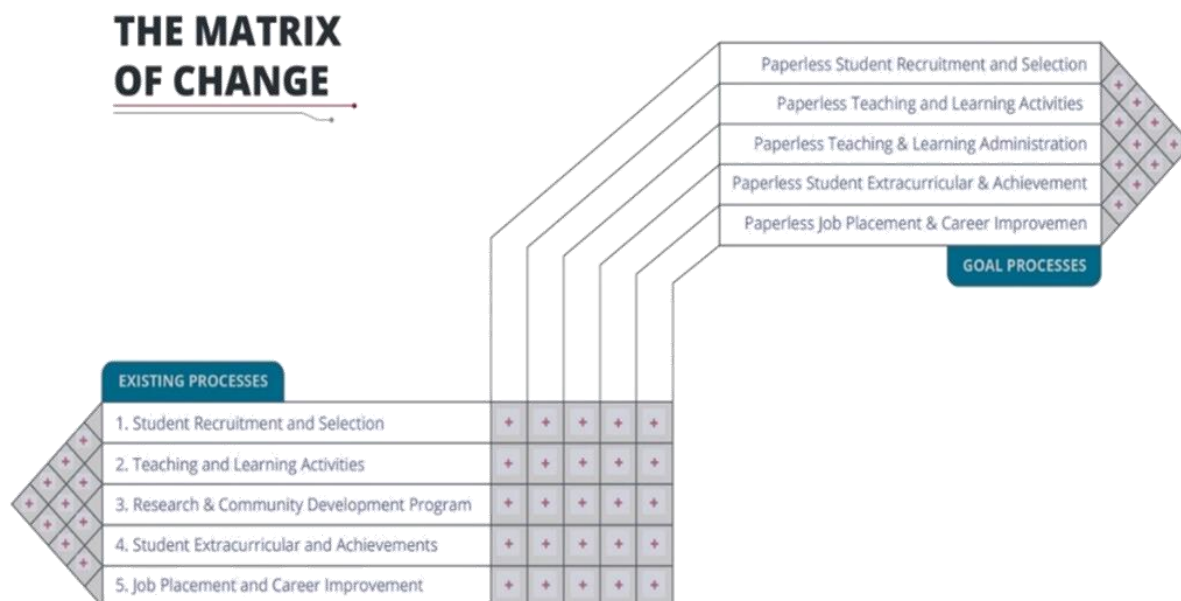 THE MATRIX
OF CHANGE
Paperless Student Recruitment and Selection
Paperless Teaching and Learning Activities
Paperless Teaching & Learning Administration
Paperless Student Extracurricular & Achievement
Paperless Job Placement & Career Improvemen
GOAL PROCESSES
EXISTING PROCESSES
1. Student Recruitment and Selection + + + + +
2. Teaching and Learning Activities + + + + +
3. Research & Community Development Program + + + + +
4. Student Extracurricular and Achievements + + + + +
5. Job Placement and Career Improvement + + + + +